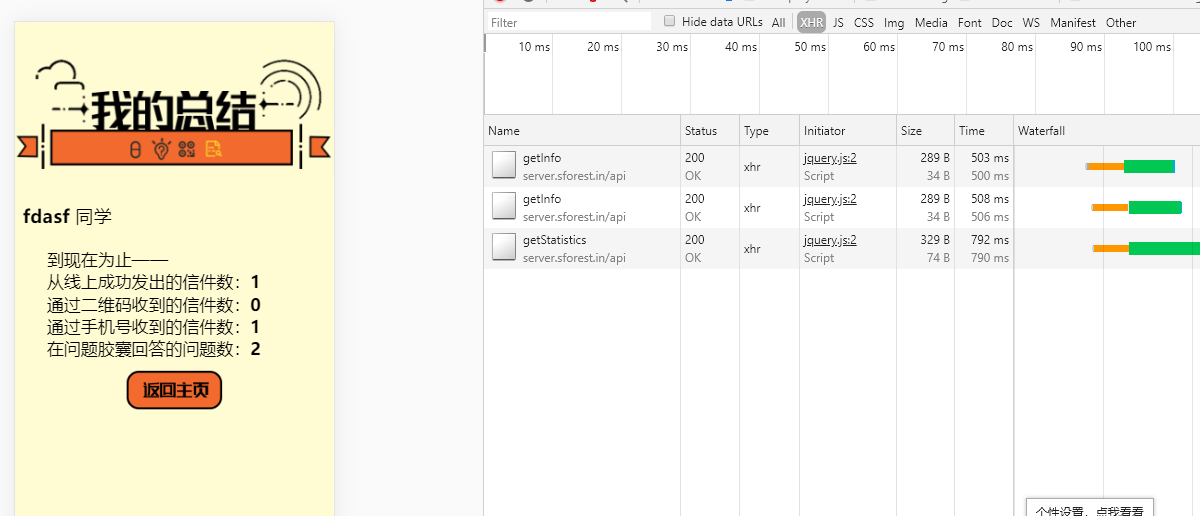 我的总结
fdasf 同学
到现在为止——
从线上成功发出的信件数：1
通过二维码收到的信件数：0
通过手机号收到的信件数：1
在问题胶囊回答的问题数：2
返回主页
Filter Hide data URLs All XHR JS CSS Img Media Font Doc WS Manifest Other
10 ms 20 ms 30 ms 40 ms 50 ms 60 ms 70 ms 80 ms 90 ms 100 ms
Name Status Type Initiator Size Time Waterfall
getInfo 200 xhr jquery.js:2 289 B 503 ms
server.sforest.in/api OK Script 34 B 500 ms
getInfo 200 xhr jquery.js:2 289 B 508 ms
server.sforest.in/api OK Script 34 B 506 ms
getStatistics 200 xhr jquery.js:2 329 B 792 ms
server.sforest.in/api OK Script 74 B 790 ms
个性设置，点我看看